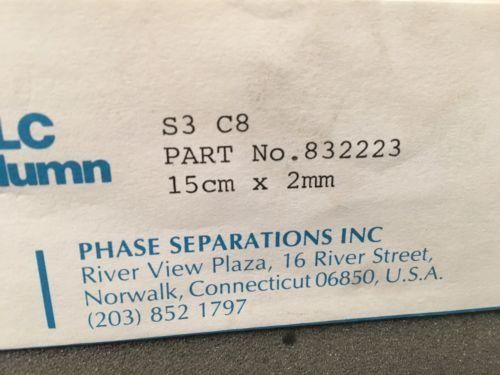 LC
S3 C8
lumn
PART No.832223
15cm x 2mm
PHASE SEPARATIONS INC
River View Plaza, 16 River Street,
Norwalk, Connecticut 06850, U.S.A.
(203) 852 1797